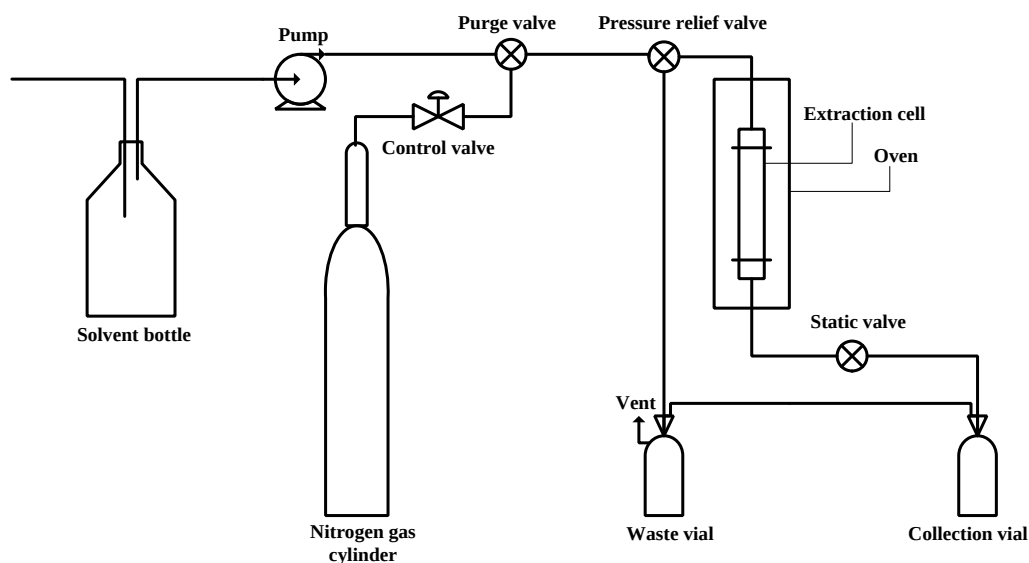 Purge valve
Pressure relief valve
Pump
Extraction cell
Control valve
Oven
Static valve
Solvent bottle
Vent
Nitrogen gas
cylinder
Waste vial
Collection vial